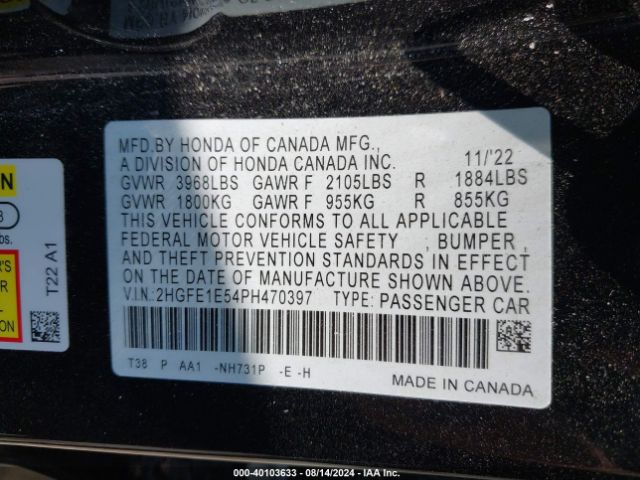 MFD.BY HONDA OF CANADA MFG.,
A DIVISION OF HONDA CANADA INC. 11/'22
GVWR 3968LBS GAWR F 2105LBS R 1884LBS
GVWR 1800KG GAWR F 955KG R 855KG
THIS VEHICLE CONFORMS TO ALL APPLICABLE
FEDERAL MOTOR VEHICLE SAFETY , BUMPER ,
AND THEFT PREVENTION STANDARDS IN EFFECT
ON THE DATE OF MANUFACTURE SHOWN ABOVE.
V.I.N.:2HGFE1E54PH470397 TYPE: PASSENGER CAR
T38 P AA1 -NH731P -E -H
MADE IN CANADA
T22 A1
000-40103633 — 08/14/2024 — IAA Inc.